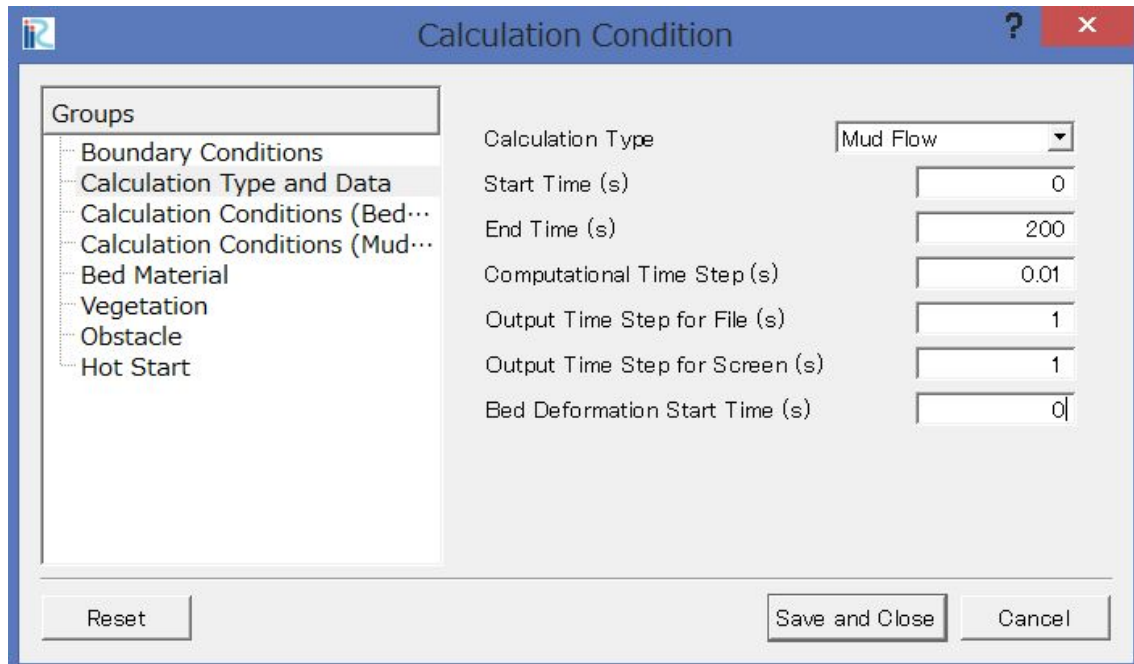 iRIC
Calculation Condition
?
×
Groups
Boundary Conditions
Calculation Type and Data
Calculation Conditions (Bed⋯
Calculation Conditions (Mud⋯
Bed Material
Vegetation
Obstacle
Hot Start
Calculation Type Mud Flow
Start Time (s) 0
End Time (s) 200
Computational Time Step (s) 0.01
Output Time Step for File (s) 1
Output Time Step for Screen (s) 1
Bed Deformation Start Time (s) 0
Reset
Save and Close
Cancel